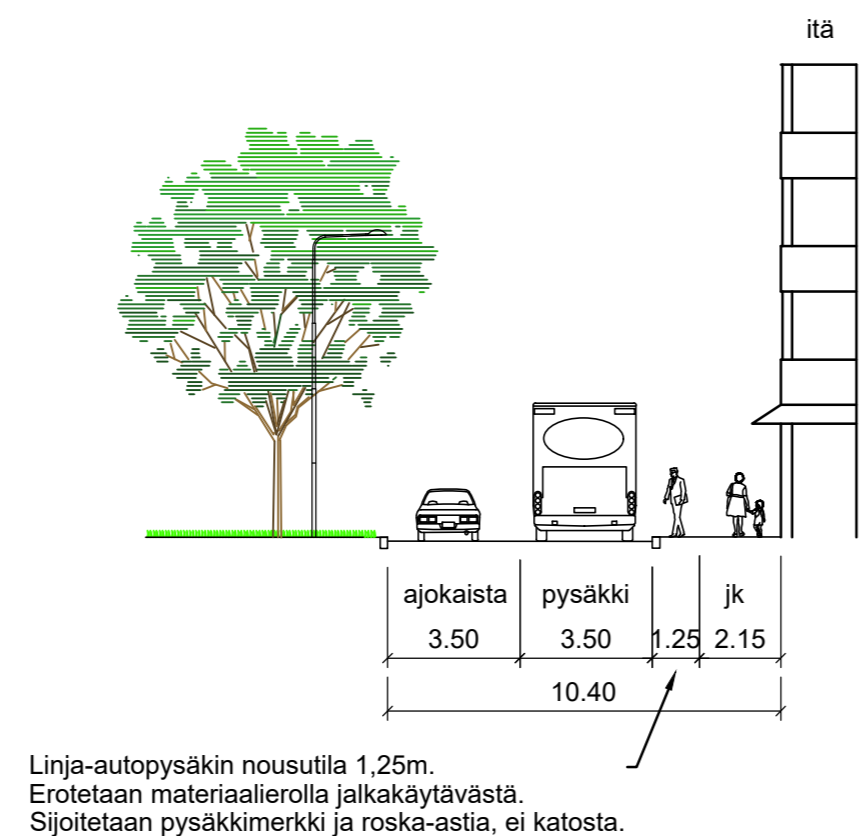 itä
ajokaista pysäkki jk
3.50 3.50 1.25 2.15
10.40
Linja-autopysäkin nousutila 1,25m.
Erotetaan materiaalierolla jalkakäytävästä.
Sijoitetaan pysäkkimerkki ja roska-astia, ei katosta.